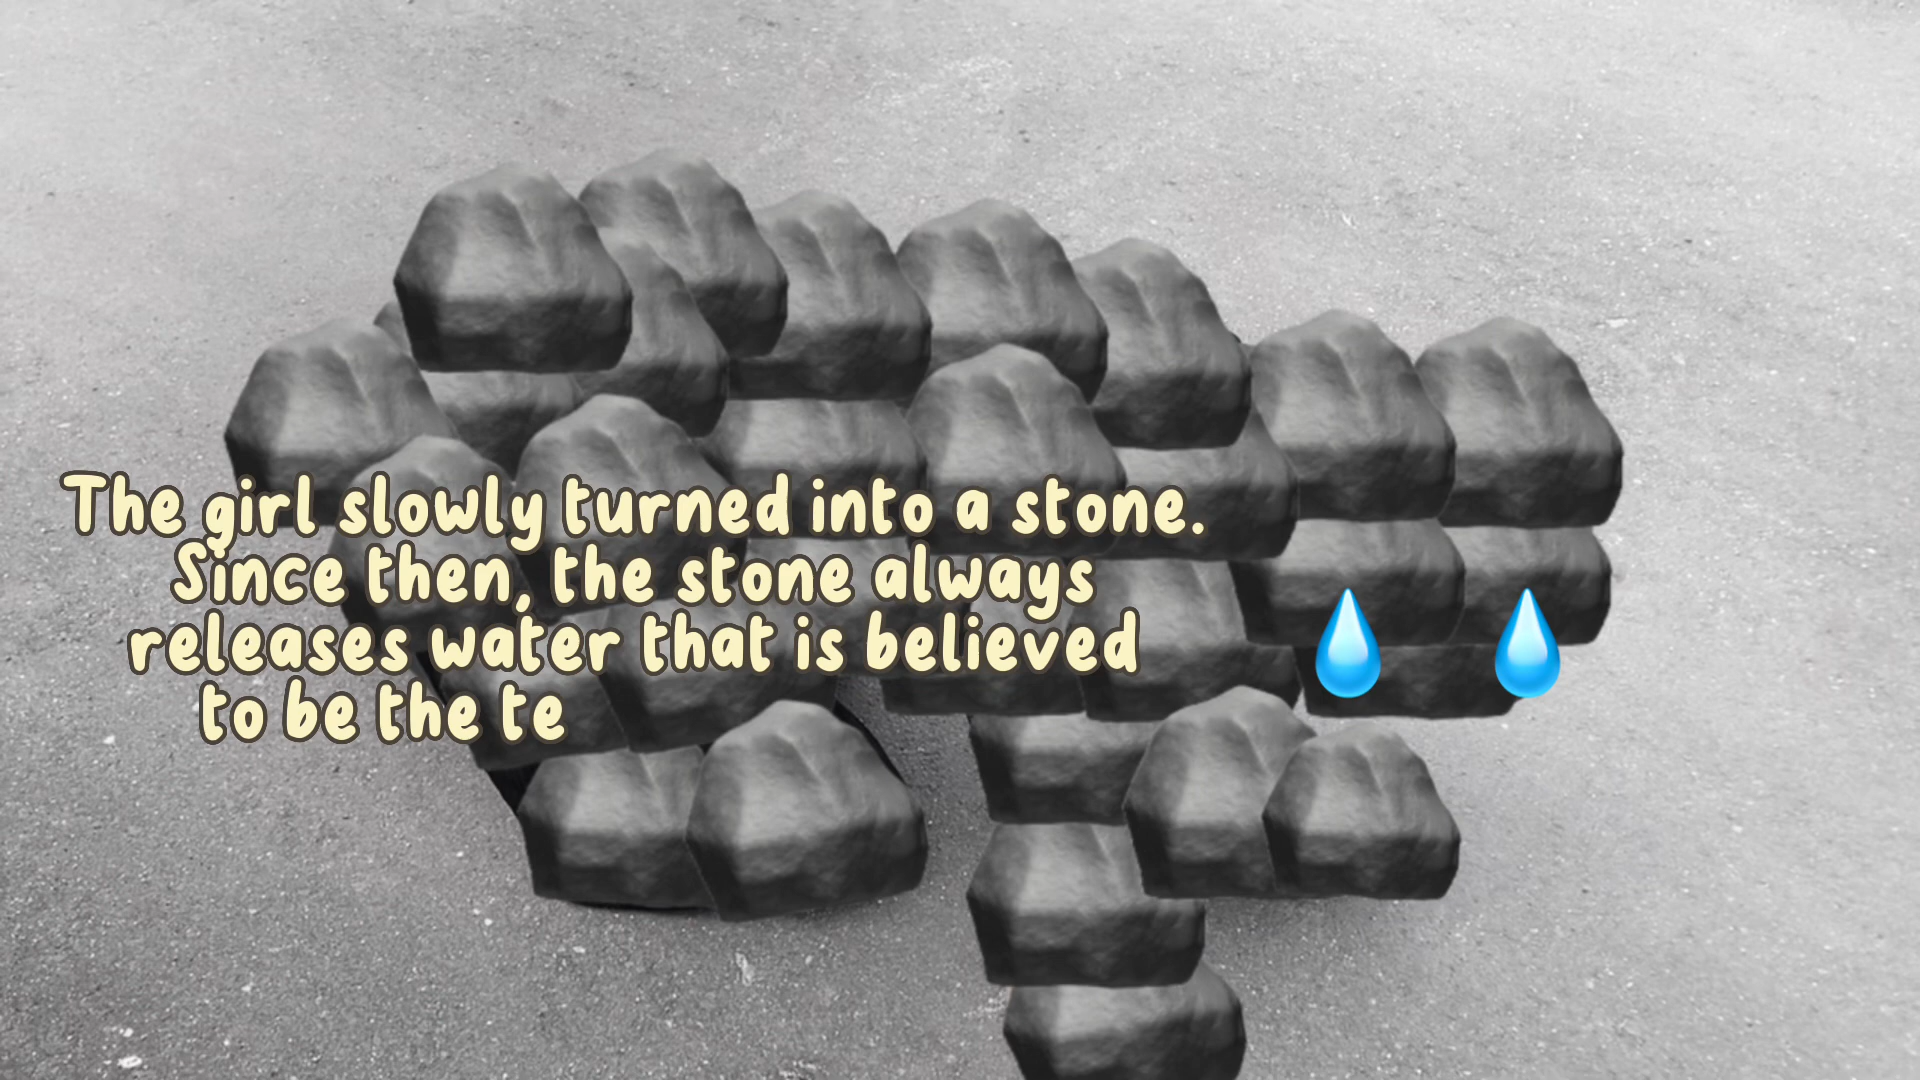 The girl slowly turned into a stone.
Since then, the stone always
releases water that is believed
to be the te